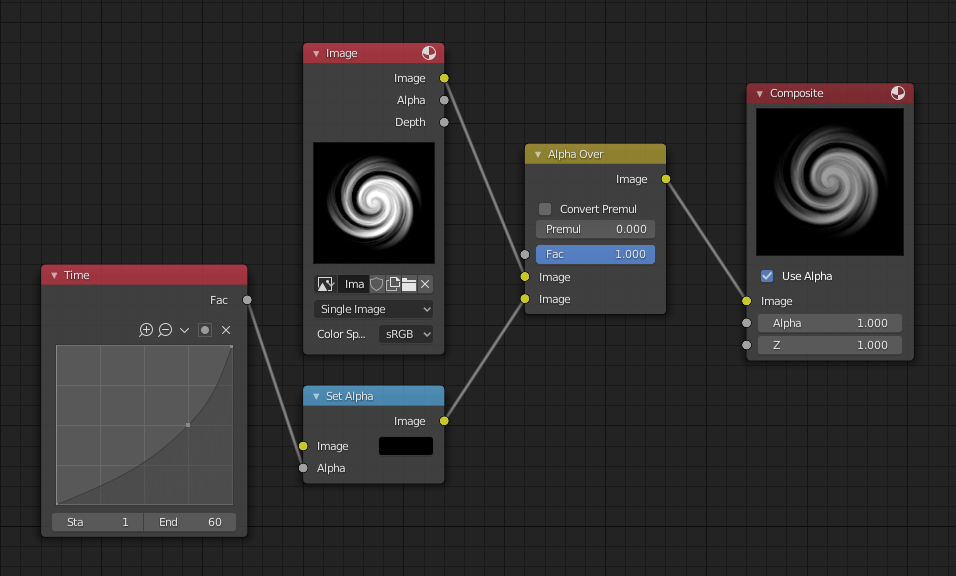 Time
Fac
Sta 1 End 60
Image
Image
Alpha
Depth
Ima
Single Image
Color Sp... sRGB
Set Alpha
Image
Image
Alpha
Alpha Over
Image
Convert Premul
Premul 0.000
Fac 1.000
Image
Image
Composite
Use Alpha
Image
Alpha 1.000
Z 1.000